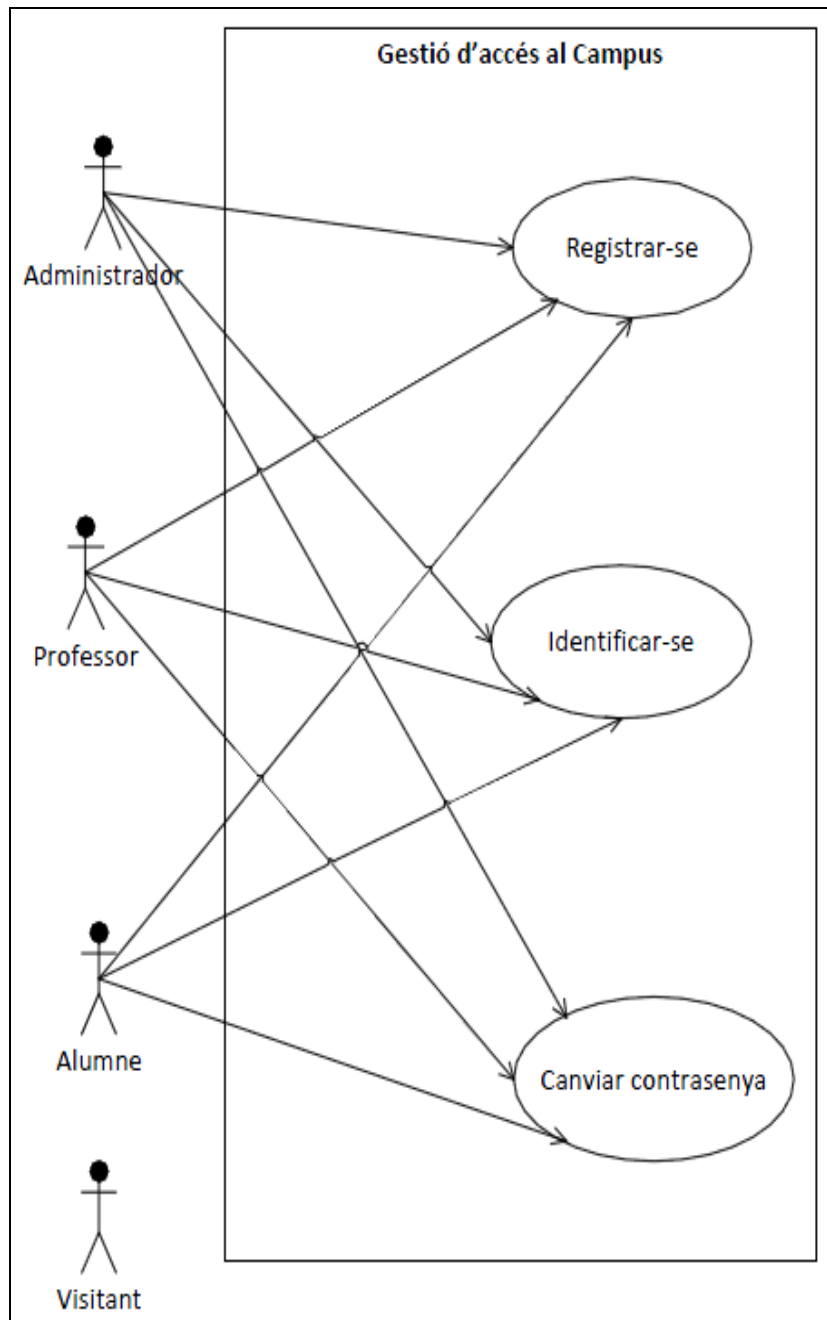 Gestió d'accés al Campus
Administrador
Registrar-se
Professor
Identificar-se
Alumne
Canviar contrasenya
Visitant